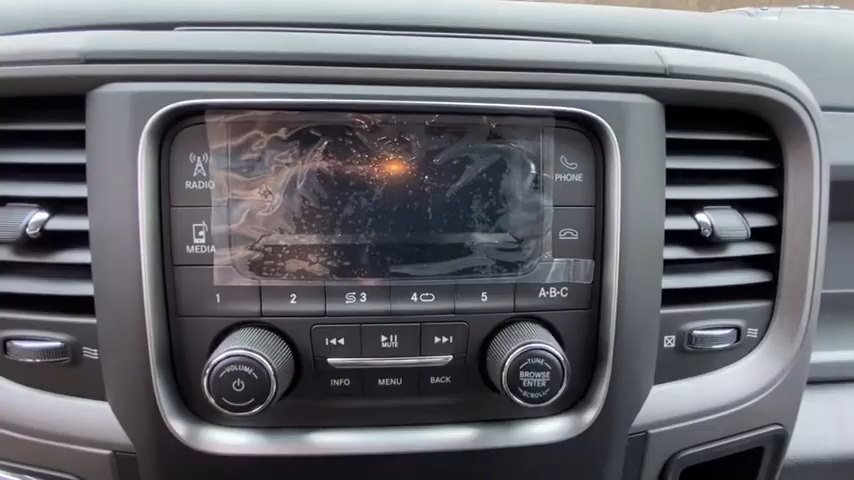 RADIO
PHONE
MEDIA
1 2 3 4 5 A-B-C
VOLUME
MUTE
INFO MENU BACK
TUNE
BROWSE
ENTER
SCROLL